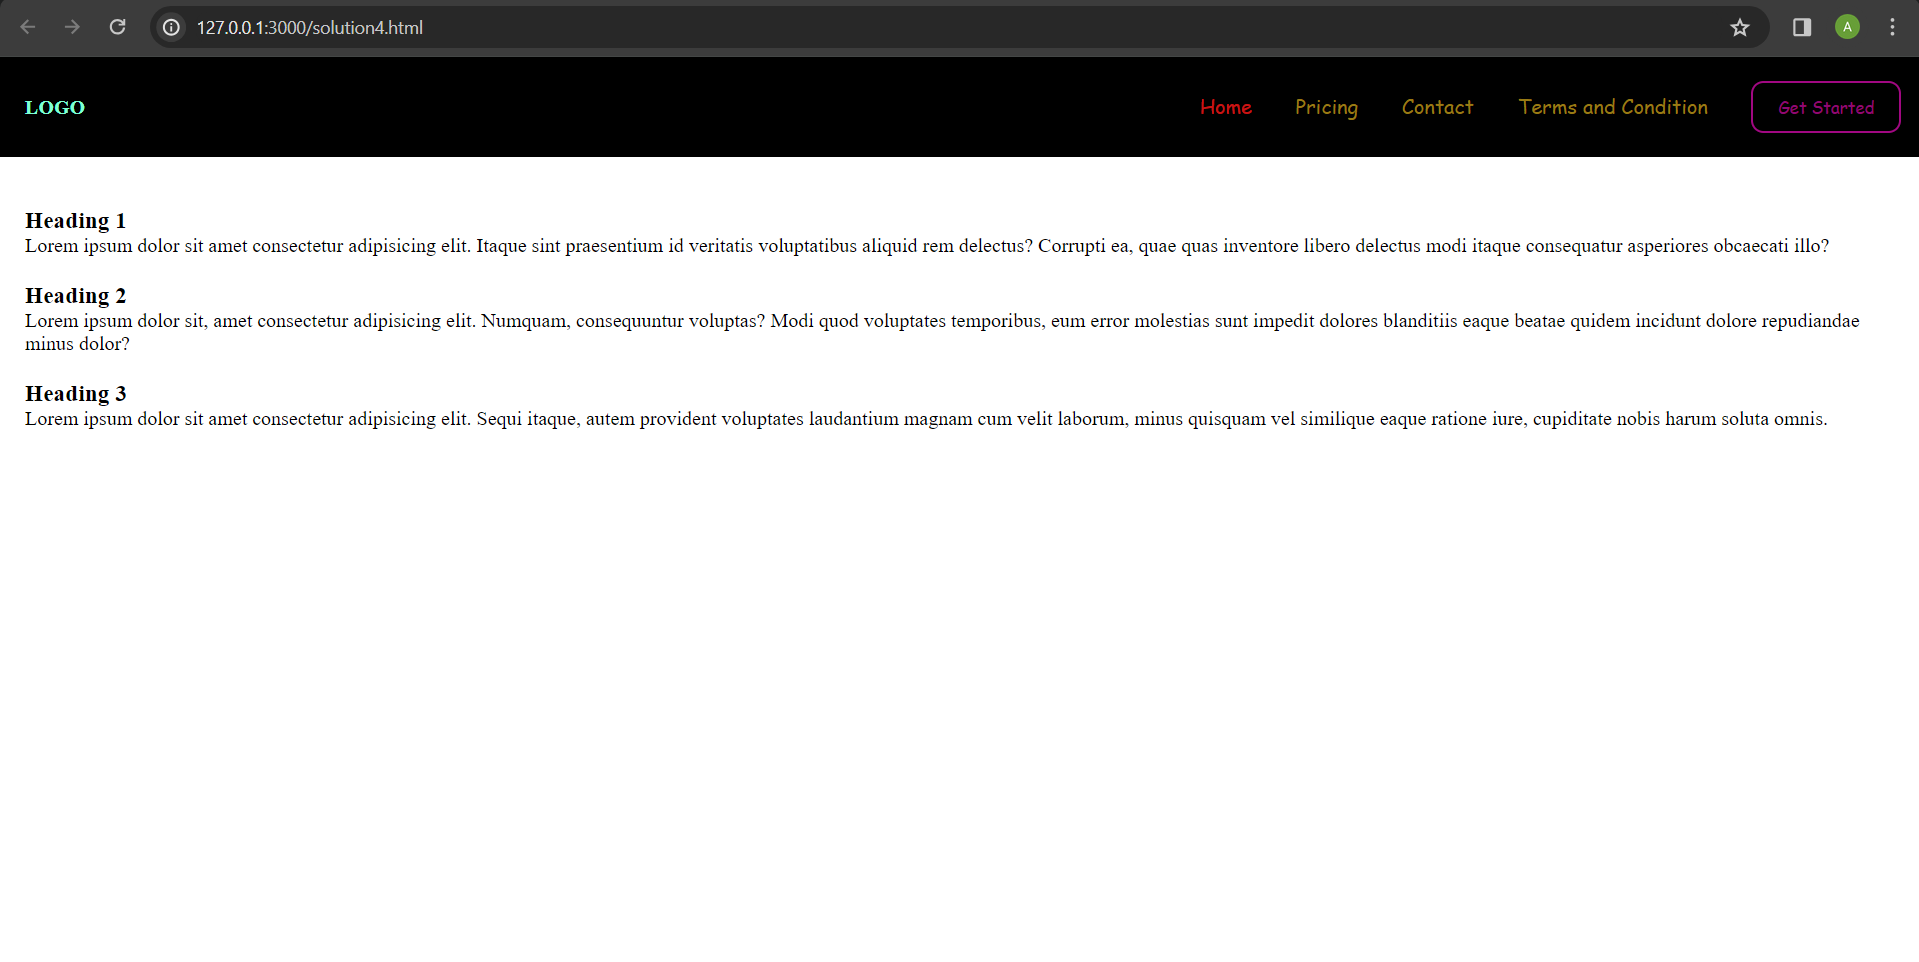 127.0.0.1:3000/solution4.html
A
LOGO
Home Pricing Contact Terms and Condition Get Started
Heading 1
Lorem ipsum dolor sit amet consectetur adipisicing elit. Itaque sint praesentium id veritatis voluptatibus aliquid rem delectus? Corrupti ea, quae quas inventore libero delectus modi itaque consequatur asperiores obcaecati illo?
Heading 2
Lorem ipsum dolor sit, amet consectetur adipisicing elit. Numquam, consequuntur voluptas? Modi quod voluptates temporibus, eum error molestias sunt impedit dolores blanditiis eaque beatae quidem incidunt dolore repudiandae
minus dolor?
Heading 3
Lorem ipsum dolor sit amet consectetur adipisicing elit. Sequi itaque, autem provident voluptates laudantium magnam cum velit laborum, minus quisquam vel similique eaque ratione iure, cupiditate nobis harum soluta omnis.